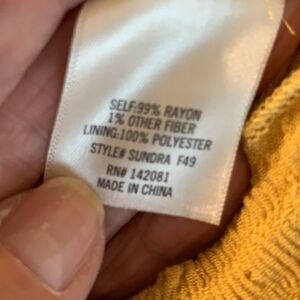 SELF:99% RAYON
1% OTHER FIBER
LINING:100% POLYESTER
STYLE# SUNDRA F49
RN# 142081
MADE IN CHINA